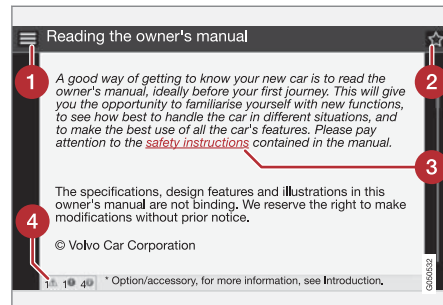 Reading the owner's manual
1
2
A good way of getting to know your new car is to read the
owner's manual, ideally before your first journey. This will give
you the opportunity to familiarise yourself with new functions,
to see how best to handle the car in different situations, and
to make the best use of all the car's features. Please pay
attention to the safety instructions contained in the manual.
3
The specifications, design features and illustrations in this
owner's manual are not binding. We reserve the right to make
modifications without prior notice.
4
© Volvo Car Corporation
1 1 4 * Option/accessory, for more information, see Introduction.
G050532